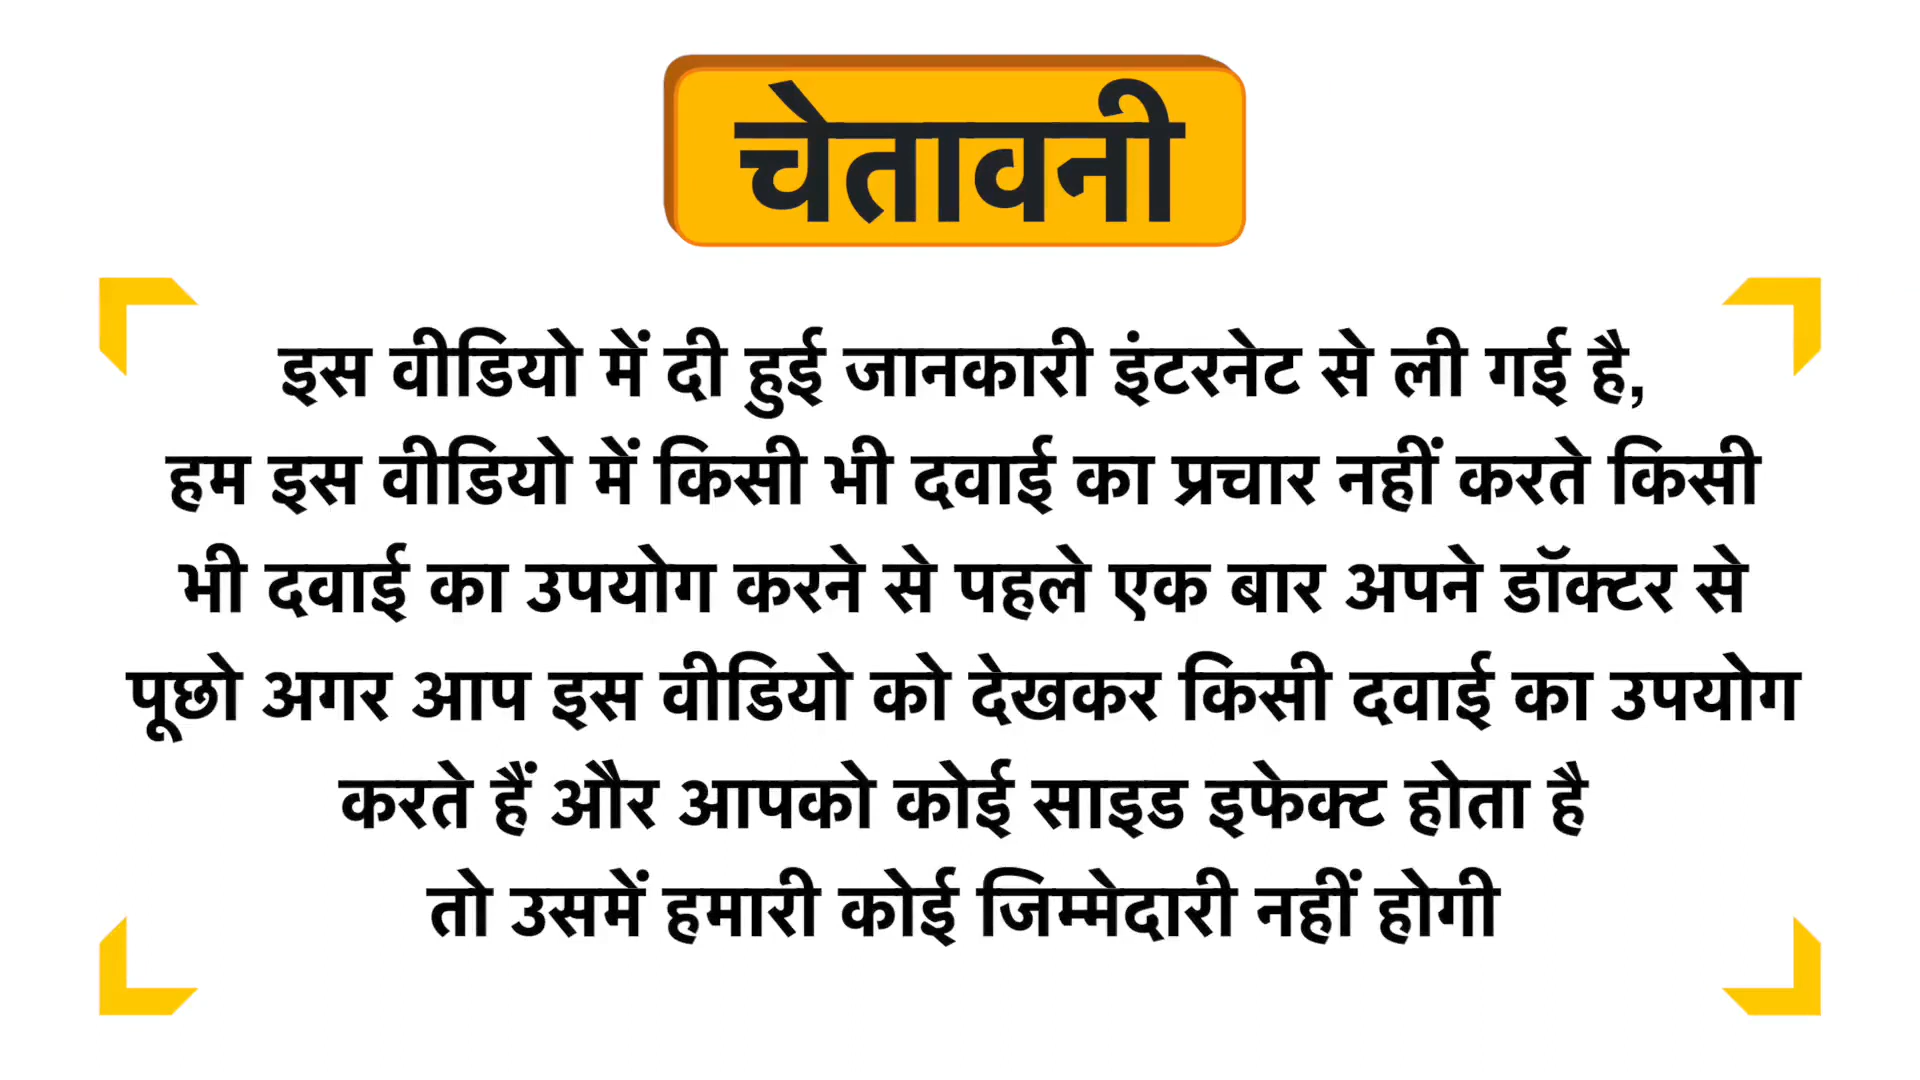 चेतावनी
इस वीडियो में दी हुई जानकारी इंटरनेट से ली गई है,
हम इस वीडियो में किसी भी दवाई का प्रचार नहीं करते किसी
भी दवाई का उपयोग करने से पहले एक बार अपने डॉक्टर से
पूछो अगर आप इस वीडियो को देखकर किसी दवाई का उपयोग
करते हैं और आपको कोई साइड इफेक्ट होता है
तो उसमें हमारी कोई जिम्मेदारी नहीं होगी